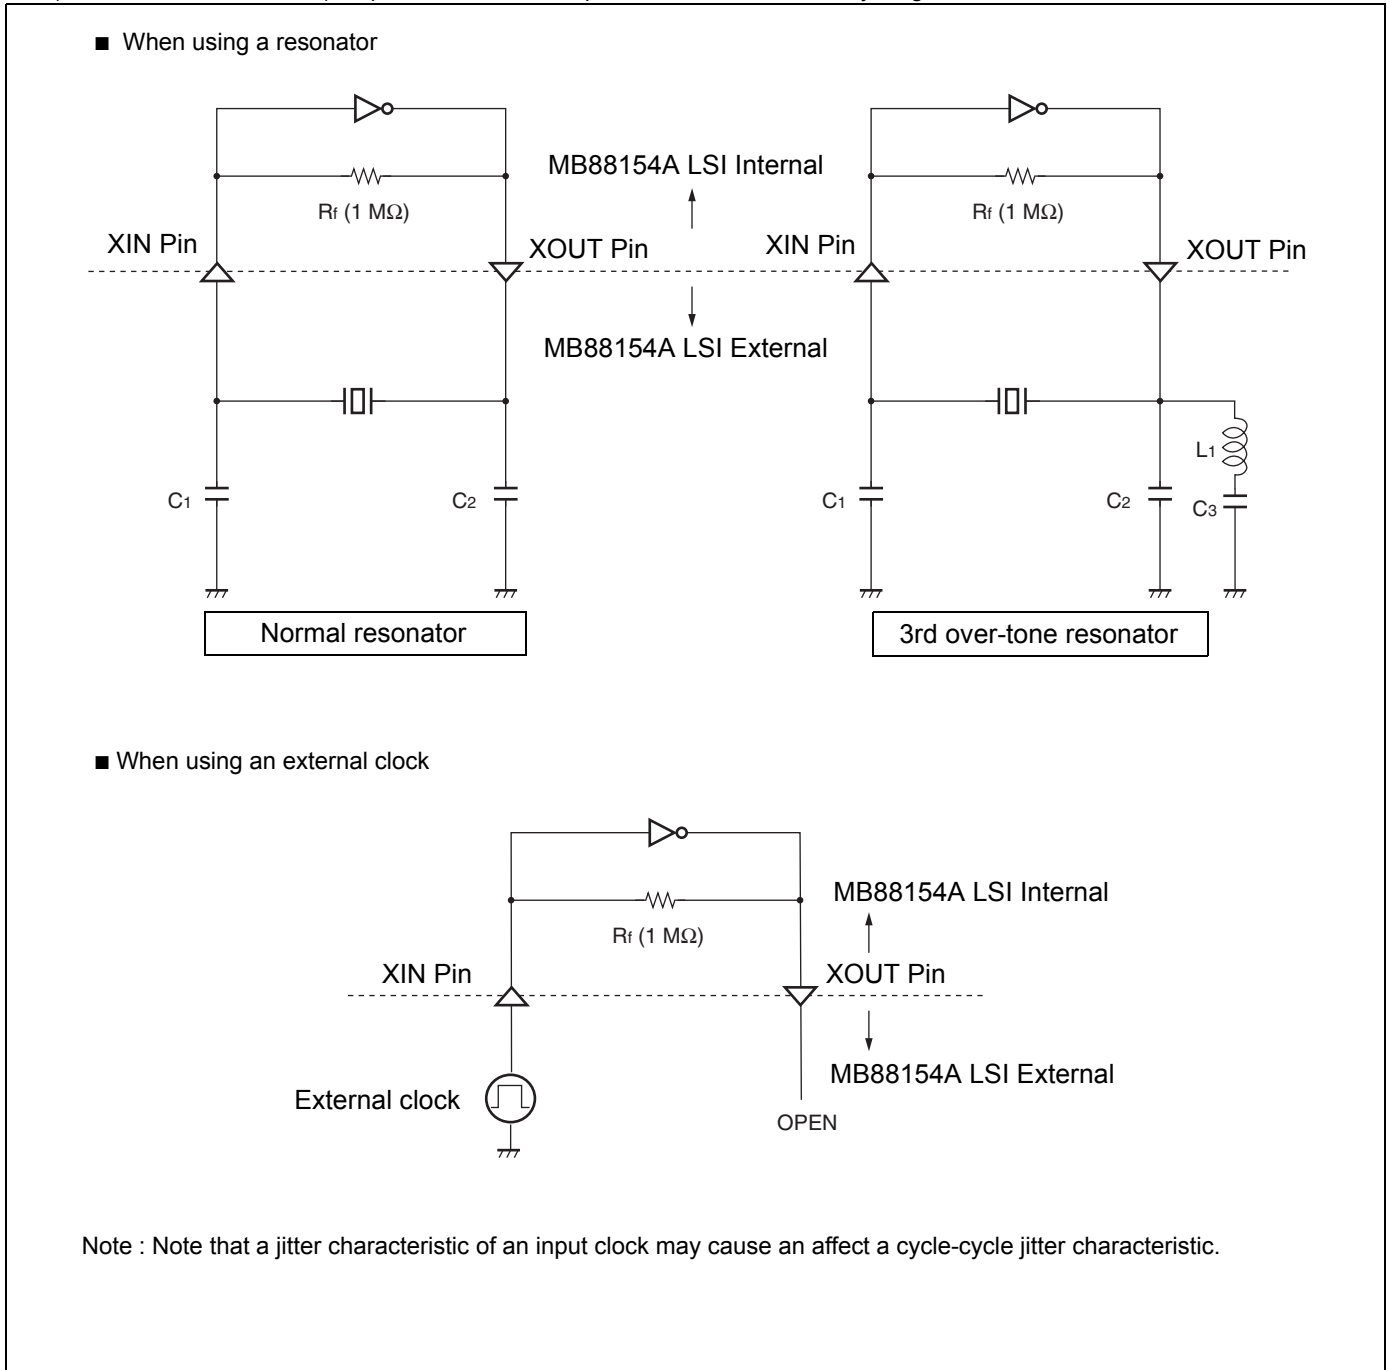 ■ When using a resonator
MB88154A LSI Internal
Rf (1 MΩ)
Rf (1 MΩ)
XIN Pin
XOUT Pin
XIN Pin
XOUT Pin
MB88154A LSI External
L1
C1
C2
C1
C2
C3
Normal resonator
3rd over-tone resonator
■ When using an external clock
MB88154A LSI Internal
Rf (1 MΩ)
XIN Pin
XOUT Pin
MB88154A LSI External
External clock
OPEN
Note : Note that a jitter characteristic of an input clock may cause an affect a cycle-cycle jitter characteristic.